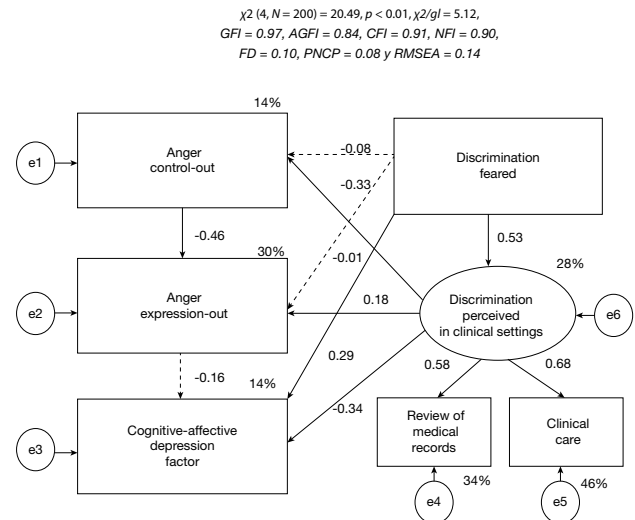 χ2 (4, N = 200) = 20.49, p < 0.01, χ2/gl = 5.12,
GFI = 0.97, AGFI = 0.84, CFI = 0.91, NFI = 0.90,
FD = 0.10, PNCP = 0.08 y RMSEA = 0.14
14%
e1
Anger
control-out
-0.08
Discrimination
feared
-0.33
-0.46
0.53
30%
-0.01
28%
e2
Anger
expression-out
0.18
Discrimination
perceived
in clinical settings
e6
-0.16
14%
0.29
0.58
0.68
-0.34
e3
Cognitive-affective
depression
factor
Review of
medical
records
Clinical
care
e4
34%
e5
46%